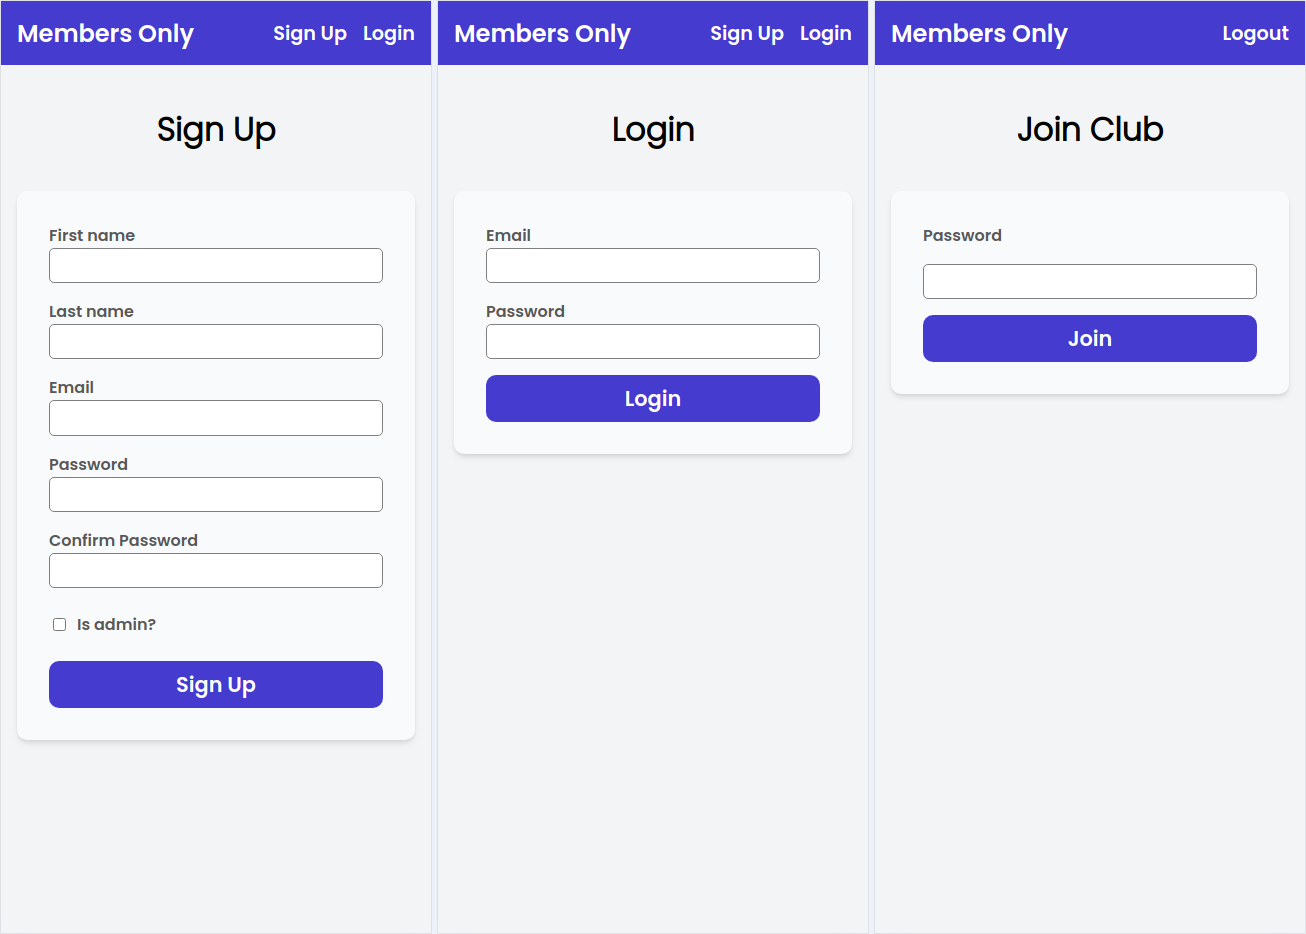 Members Only Sign Up Login
Sign Up
First name
Last name
Email
Password
Confirm Password
Is admin?
Sign Up
Members Only Sign Up Login
Login
Email
Password
Login
Members Only Logout
Join Club
Password
Join